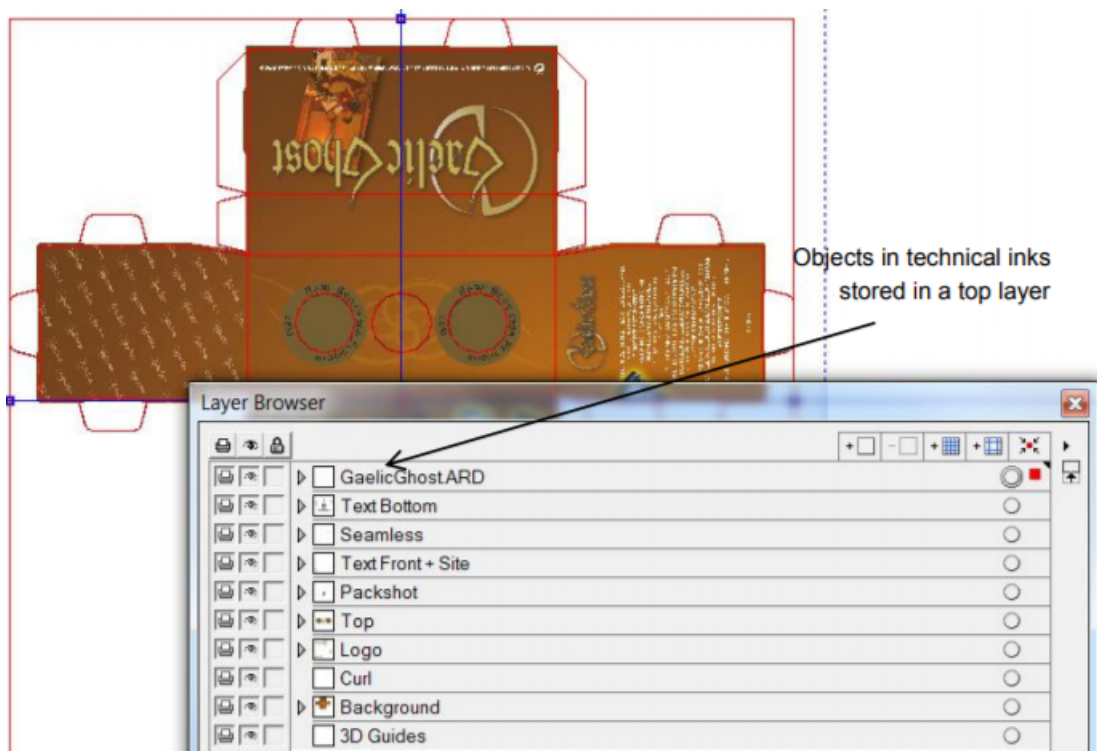 GaelicGhost
Objects in technical inks
stored in a top layer
Layer Browser
GaelicGhost.ARD
Text Bottom
Seamless
Text Front + Site
Packshot
Top
Logo
Curl
Background
3D Guides